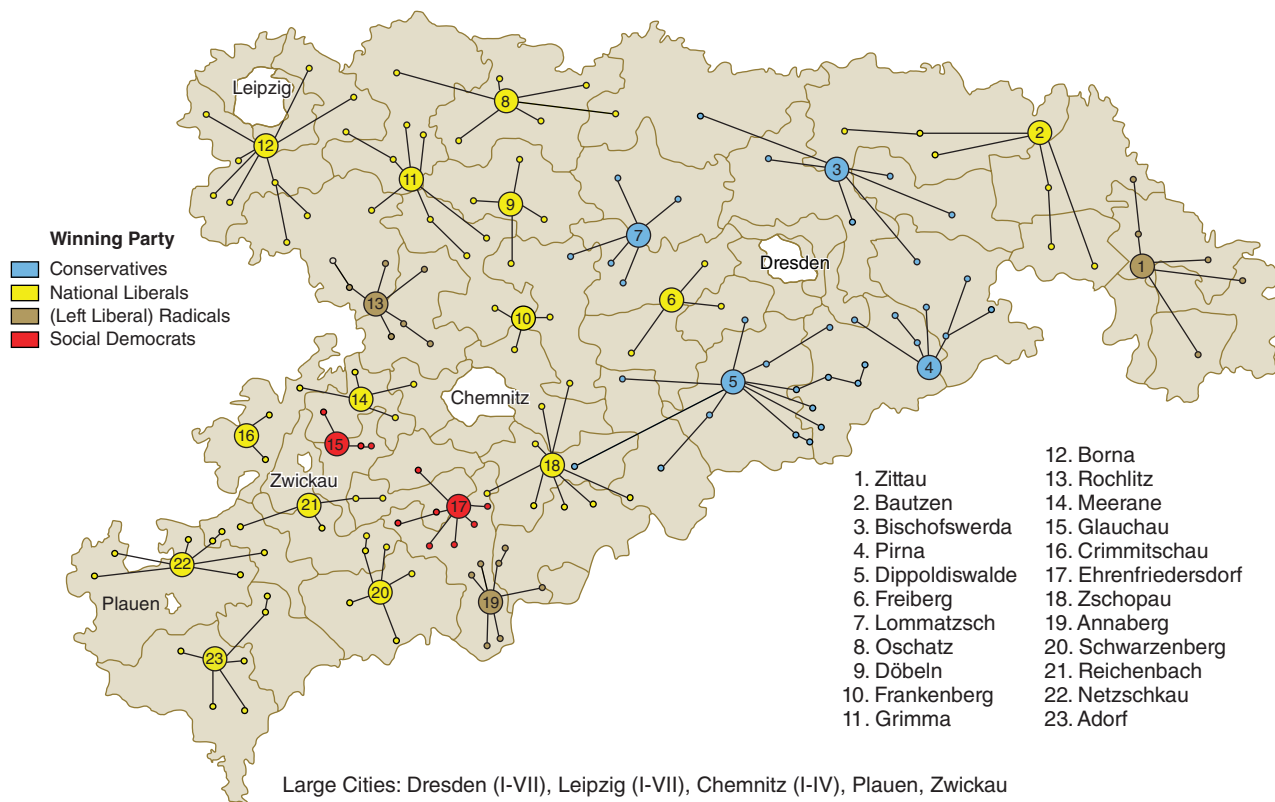 Leipzig
8
12
2
3
11
9
7
1
Winning Party
Conservatives
National Liberals
(Left Liberal) Radicals
Social Democrats
Dresden
6
13
10
4
5
Chemnitz
14
16
15
18
Zwickau
21
17
22
20
19
Plauen
23
1. Zittau
2. Bautzen
3. Bischofswerda
4. Pirna
5. Dippoldiswalde
6. Freiberg
7. Lommatzsch
8. Oschatz
9. Döbeln
10. Frankenberg
11. Grimma
12. Borna
13. Rochlitz
14. Meerane
15. Glauchau
16. Crimmitschau
17. Ehrenfriedersdorf
18. Zschopau
19. Annaberg
20. Schwarzenberg
21. Reichenbach
22. Netzschkau
23. Adorf
Large Cities: Dresden (I-VII), Leipzig (I-VII), Chemnitz (I-IV), Plauen, Zwickau